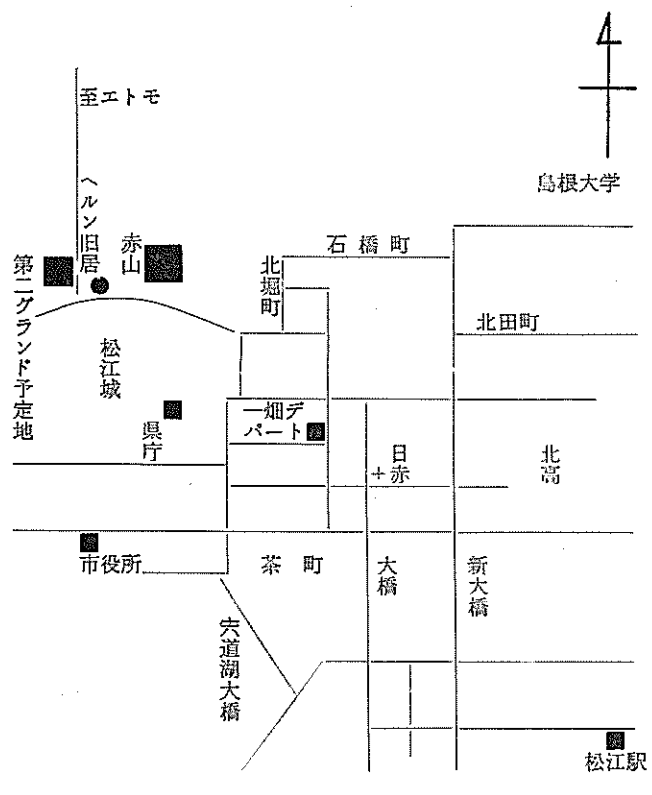 至エトモ
島根大学
ヘルン旧居
赤山
第二グランド予定地
石橋町
北堀町
北田町
松江城
一畑デ
パート
県庁
日赤
北高
市役所
茶町
大橋
新大橋
宍道湖大橋
松江駅